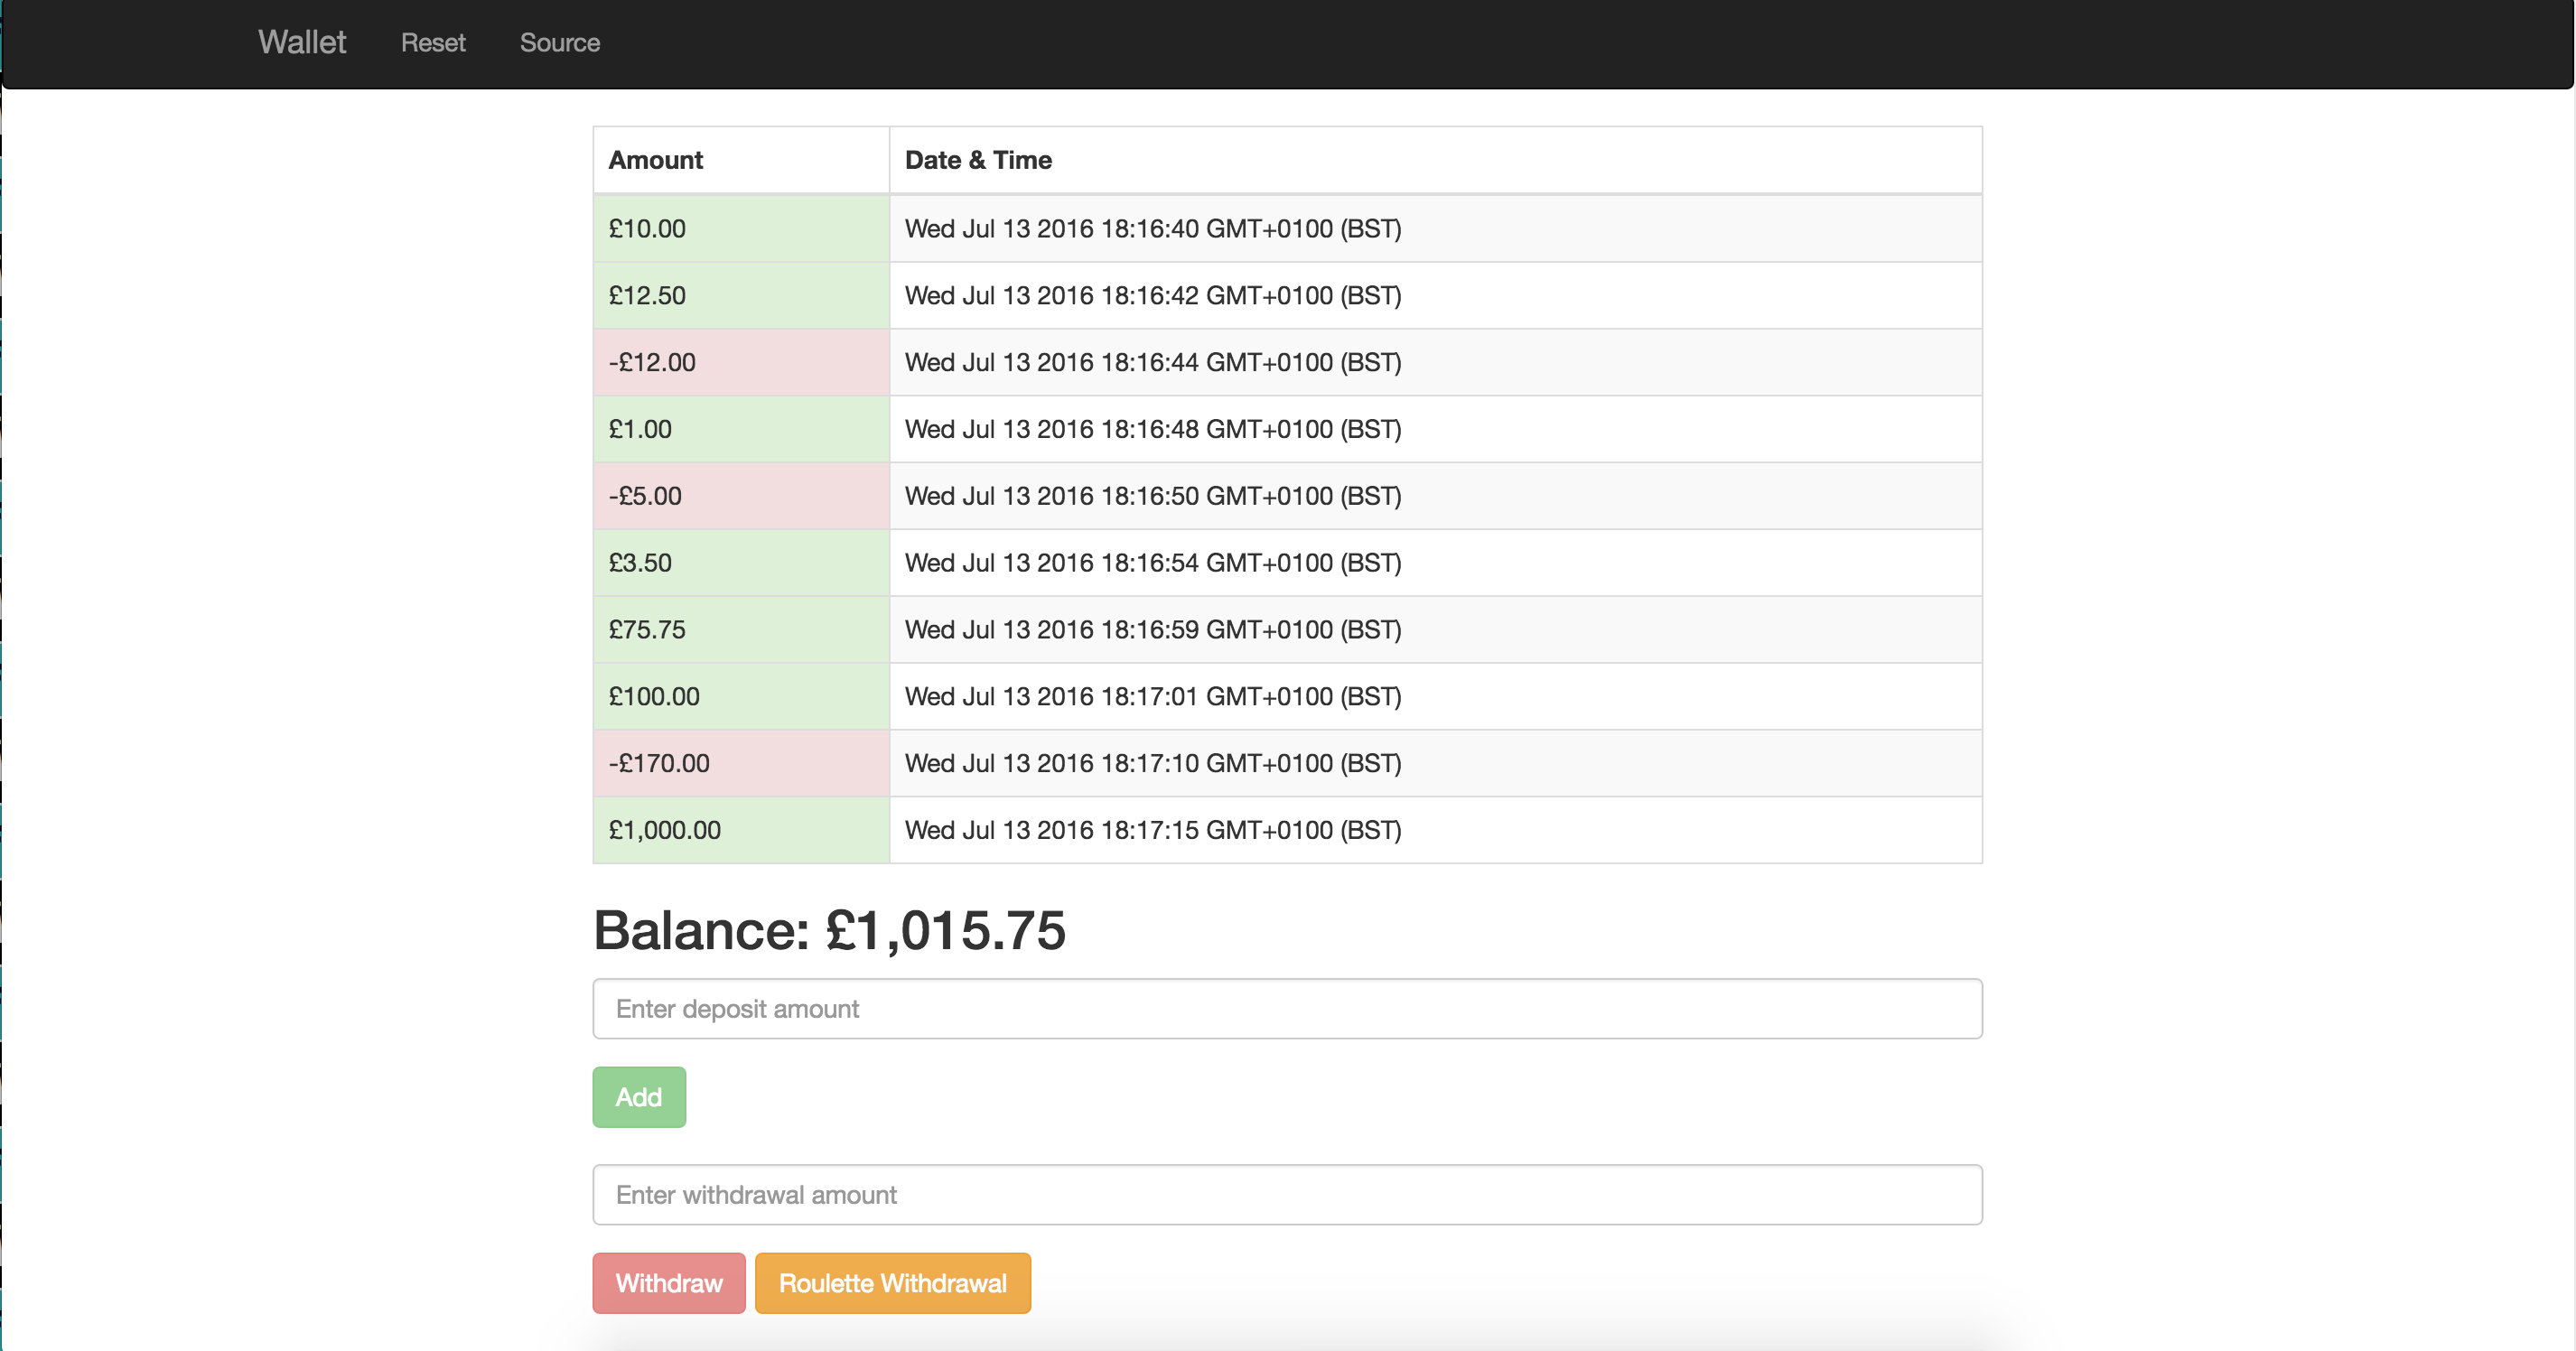 Wallet Reset Source
Amount Date & Time
£10.00 Wed Jul 13 2016 18:16:40 GMT+0100 (BST)
£12.50 Wed Jul 13 2016 18:16:42 GMT+0100 (BST)
-£12.00 Wed Jul 13 2016 18:16:44 GMT+0100 (BST)
£1.00 Wed Jul 13 2016 18:16:48 GMT+0100 (BST)
-£5.00 Wed Jul 13 2016 18:16:50 GMT+0100 (BST)
£3.50 Wed Jul 13 2016 18:16:54 GMT+0100 (BST)
£75.75 Wed Jul 13 2016 18:16:59 GMT+0100 (BST)
£100.00 Wed Jul 13 2016 18:17:01 GMT+0100 (BST)
-£170.00 Wed Jul 13 2016 18:17:10 GMT+0100 (BST)
£1,000.00 Wed Jul 13 2016 18:17:15 GMT+0100 (BST)
Balance: £1,015.75
Enter deposit amount
Add
Enter withdrawal amount
Withdraw Roulette Withdrawal